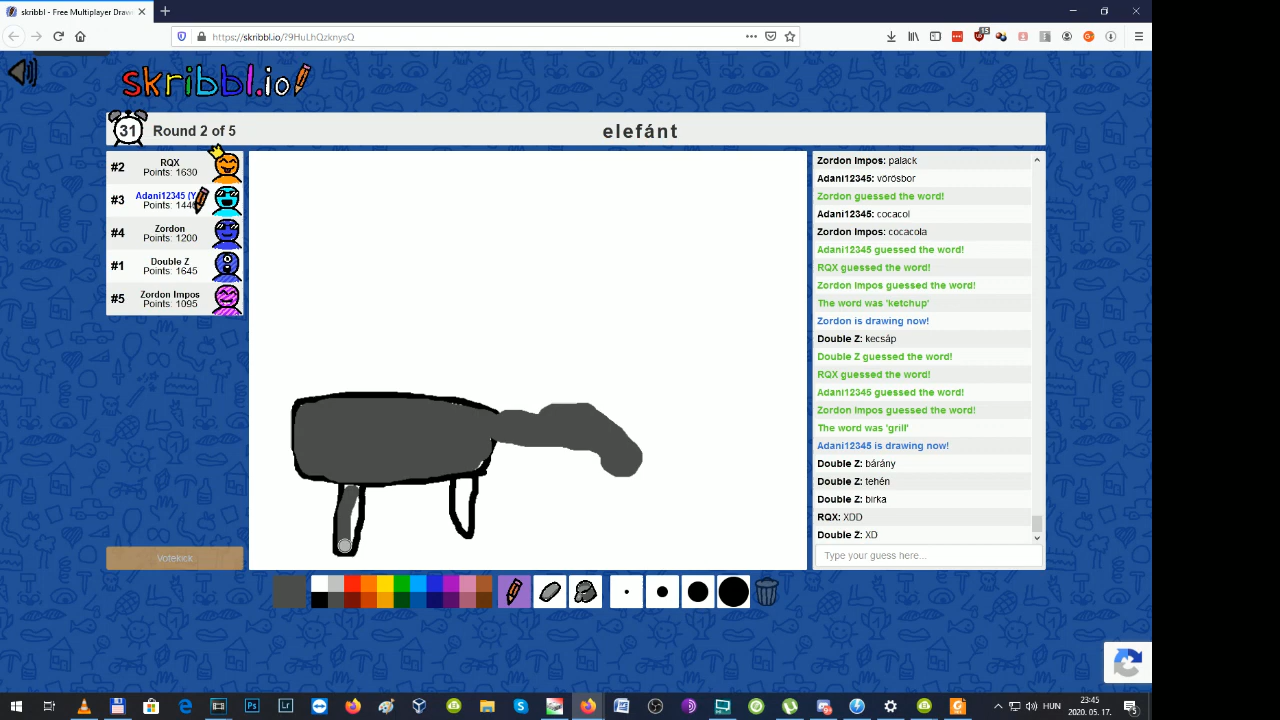 skribbl - Free Multiplayer Draw
https://skribbl.io/?9HuLhQzknysQ
15
skribbl.io
31
Round 2 of 5
elefánt
#2
RQX
Points: 1630
#3
Adani12345 (Y
Points: 144
#4
Zordon
Points: 1200
#1
Double Z
Points: 1645
#5
Zordon Impos
Points: 1095
Votekick
Zordon Impos: palack
Adani12345: vörösbor
Zordon guessed the word!
Adani12345: cocacol
Zordon Impos: cocacola
Adani12345 guessed the word!
RQX guessed the word!
Zordon Impos guessed the word!
The word was 'ketchup'
Zordon is drawing now!
Double Z: kecsáp
Double Z guessed the word!
RQX guessed the word!
Adani12345 guessed the word!
Zordon Impos guessed the word!
The word was 'grill'
Adani12345 is drawing now!
Double Z: bárány
Double Z: tehén
Double Z: birka
RQX: XDD
Double Z: XD
Type your guess here...
HUN
23:45
2020. 05. 17.